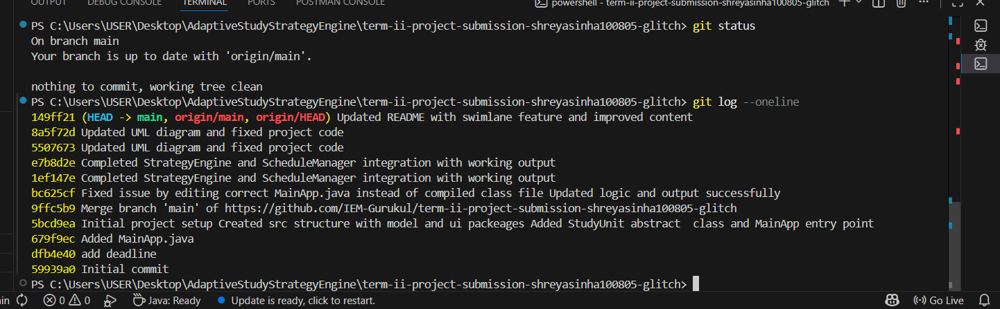 OUTPUT DEBUG CONSOLE TERMINAL PORTS POSTMAN CONSOLE powershell - term-ii-project-submission-shreyasinha100805-glitch
PS C:\Users\USER\Desktop\AdaptiveStudyStrategyEngine\term-ii-project-submission-shreyasinha100805-glitch> git status
On branch main
Your branch is up to date with 'origin/main'.
nothing to commit, working tree clean
PS C:\Users\USER\Desktop\AdaptiveStudyStrategyEngine\term-ii-project-submission-shreyasinha100805-glitch> git log --oneline
149ff21 (HEAD -> main, origin/main, origin/HEAD) Updated README with swimlane feature and improved content
8a5f72d Updated UML diagram and fixed project code
5507673 Updated UML diagram and fixed project code
e7b8d2e Completed StrategyEngine and ScheduleManager integration with working output
1ef147e Completed StrategyEngine and ScheduleManager integration with working output
bc625cf Fixed issue by editing correct MainApp.java instead of compiled class file Updated logic and output successfully
9ffc5b9 Merge branch 'main' of https://github.com/IEM-Gurukul/term-ii-project-submission-shreyasinha100805-glitch
5bcd9ea Initial project setup Created src structure with model and ui packeages Added StudyUnit abstract  class and MainApp entry point
679f9ec Added MainApp.java
dfb4e40 add deadline
59939a0 Initial commit
PS C:\Users\USER\Desktop\AdaptiveStudyStrategyEngine\term-ii-project-submission-shreyasinha100805-glitch>
0 0 Java: Ready Update is ready, click to restart. Go Live